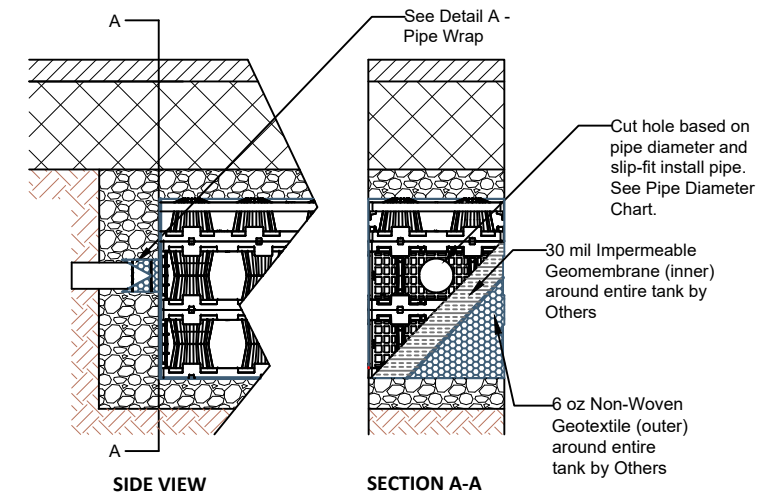 A
See Detail A -
Pipe Wrap
Cut hole based on
pipe diameter and
slip-fit install pipe.
See Pipe Diameter
Chart.
30 mil Impermeable
Geomembrane (inner)
around entire tank by
Others
6 oz Non-Woven
Geotextile (outer)
around entire
tank by Others
A
SIDE VIEW
SECTION A-A